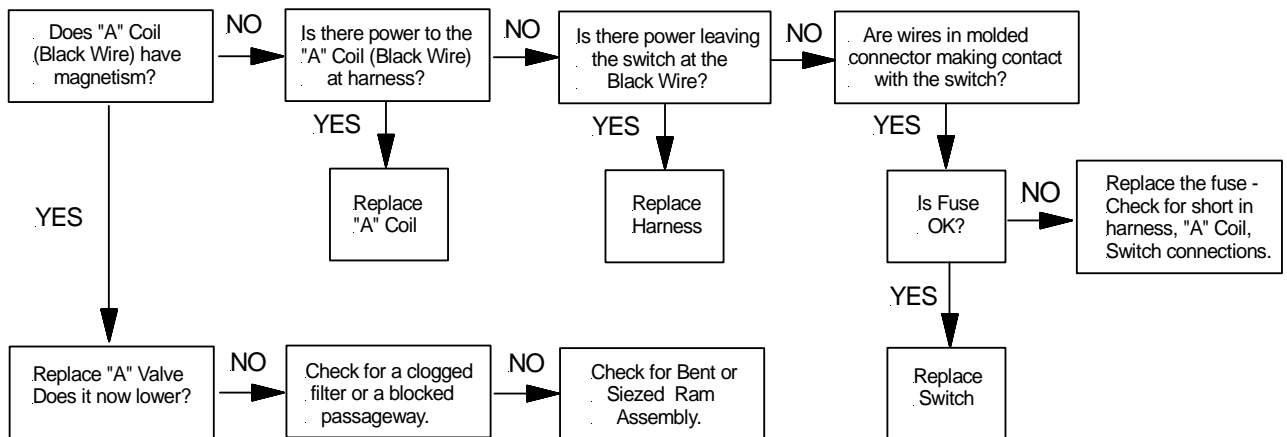 Does "A" Coil
(Black Wire) have
magnetism?
NO
Is there power to the
"A" Coil (Black Wire)
at harness?
NO
Is there power leaving
the switch at the
Black Wire?
NO
Are wires in molded
connector making contact
with the switch?
YES
YES
YES
YES
Replace
"A" Coil
Replace
Harness
Is Fuse
OK?
NO
Replace the fuse -
Check for short in
harness, "A" Coil,
Switch connections.
YES
Replace "A" Valve
Does it now lower?
NO
Check for a clogged
filter or a blocked
passageway.
NO
Check for Bent or
Siezed Ram
Assembly.
Replace
Switch